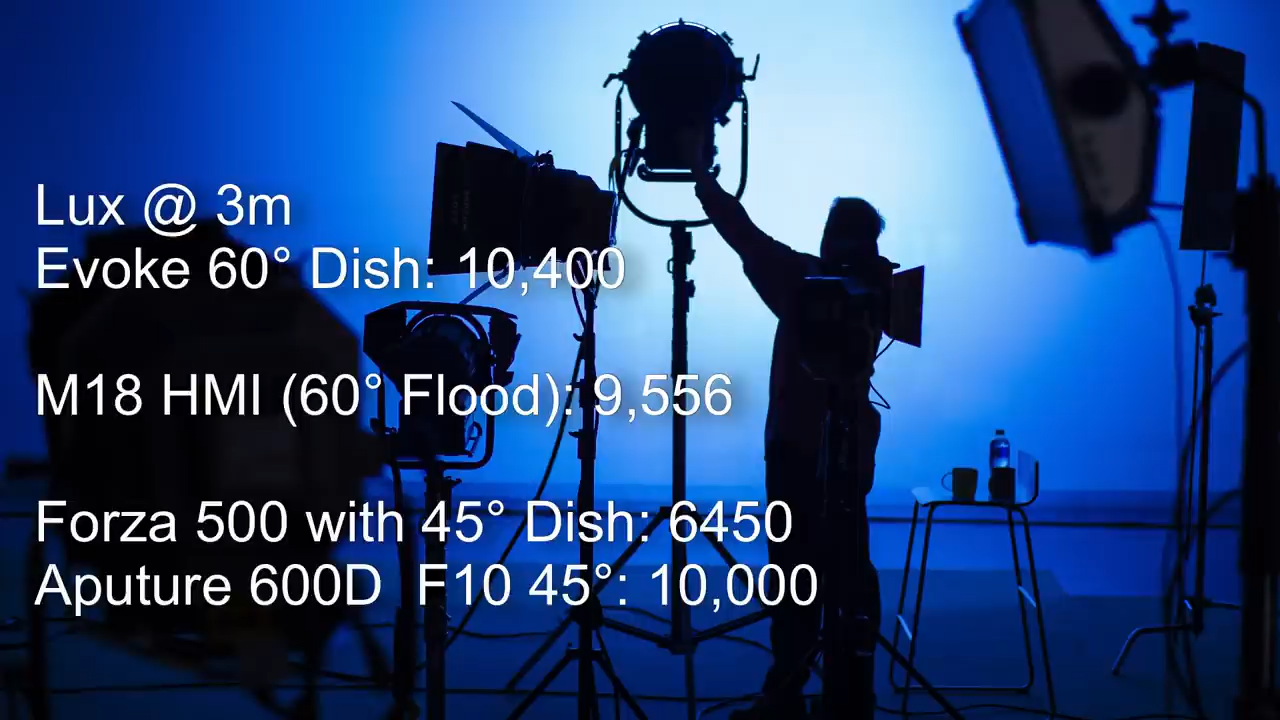 Lux @ 3m
Evoke 60° Dish: 10,400
M18 HMI (60° Flood): 9,556
Forza 500 with 45° Dish: 6450
Aputure 600D  F10 45°: 10,000